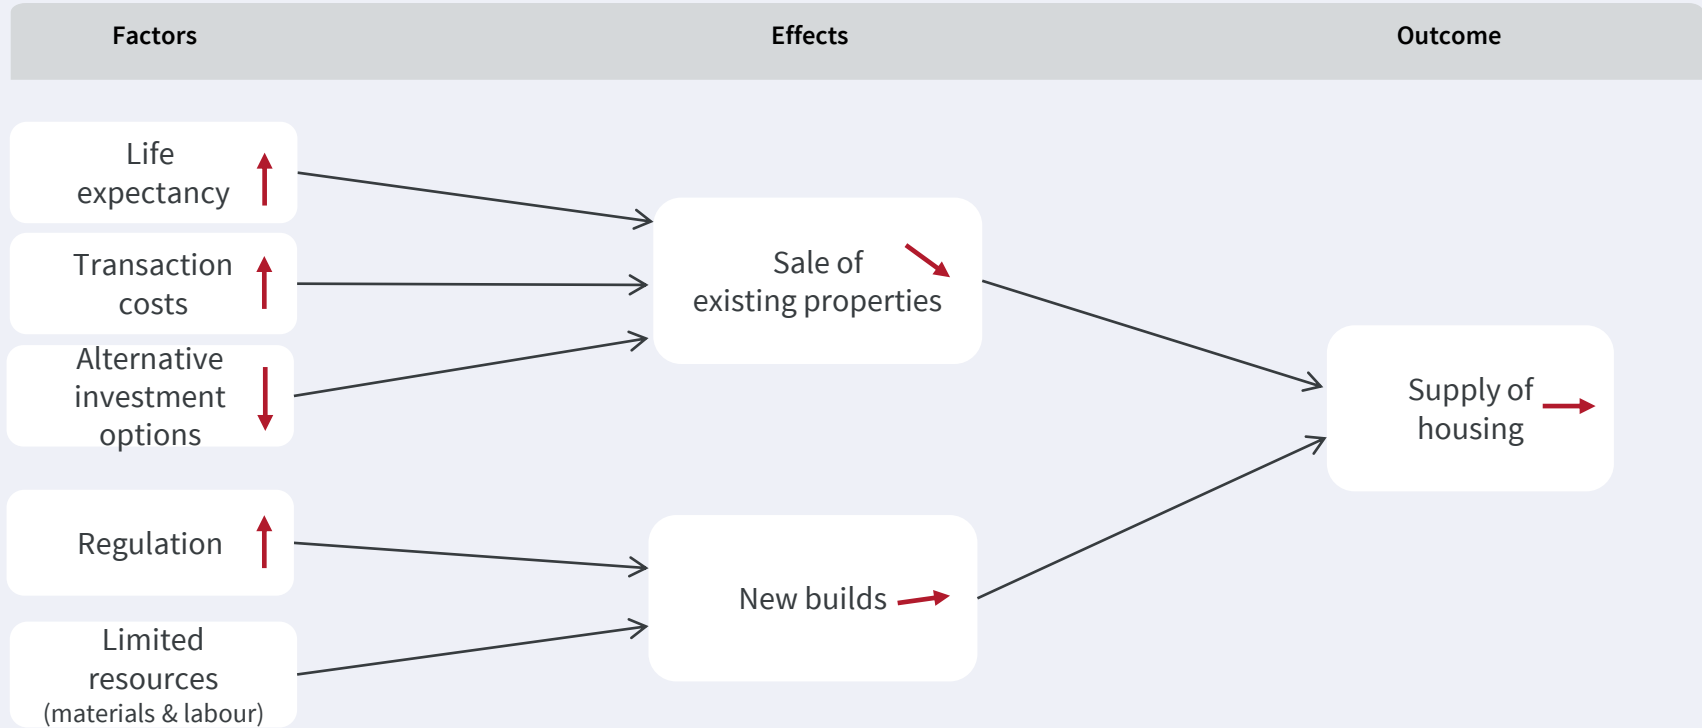 Factors
Effects
Outcome
Life
expectancy
Transaction
costs
Alternative
investment
options
Regulation
Limited
resources
(materials & labour)
Sale of
existing properties
New builds
Supply of
housing